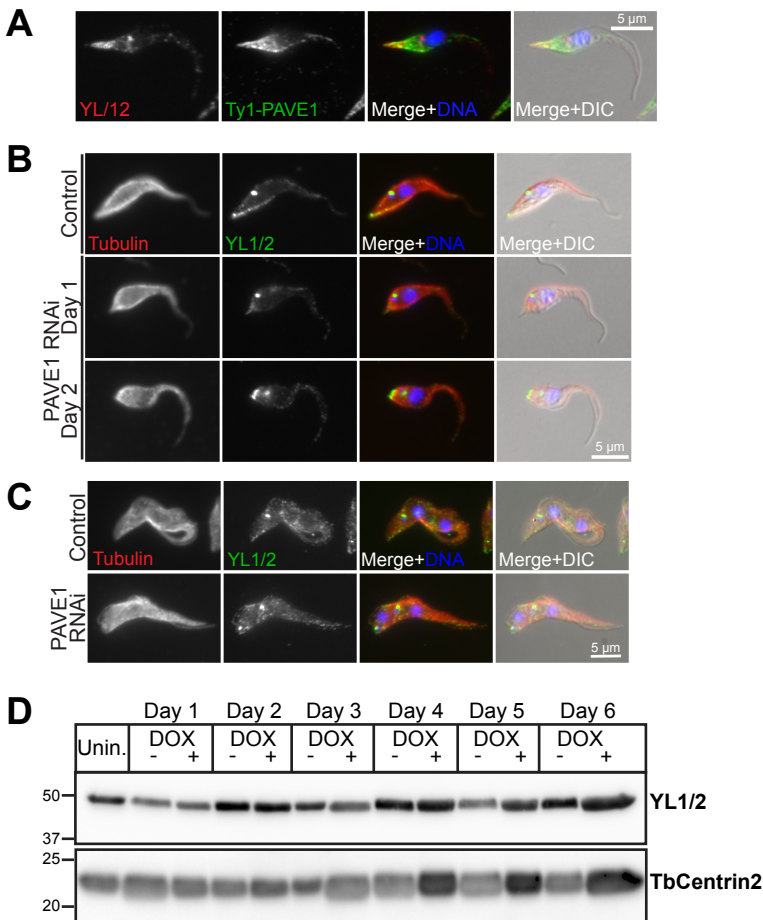 A
5 µm
YL/12
Ty1-PAVE1
Merge+DNA
Merge+DIC
B
Control
Tubulin
YL1/2
Merge+DNA
Merge+DIC
PAVE1 RNAi
Day 1
Day 2
5 µm
C
Control
Tubulin
YL1/2
Merge+DNA
Merge+DIC
PAVE1
RNAi
5 µm
D
Day 1 Day 2 Day 3 Day 4 Day 5 Day 6
Unin. DOX DOX DOX DOX DOX DOX
- + - + - + - + - + - +
50
YL1/2
37
25
TbCentrin2
20